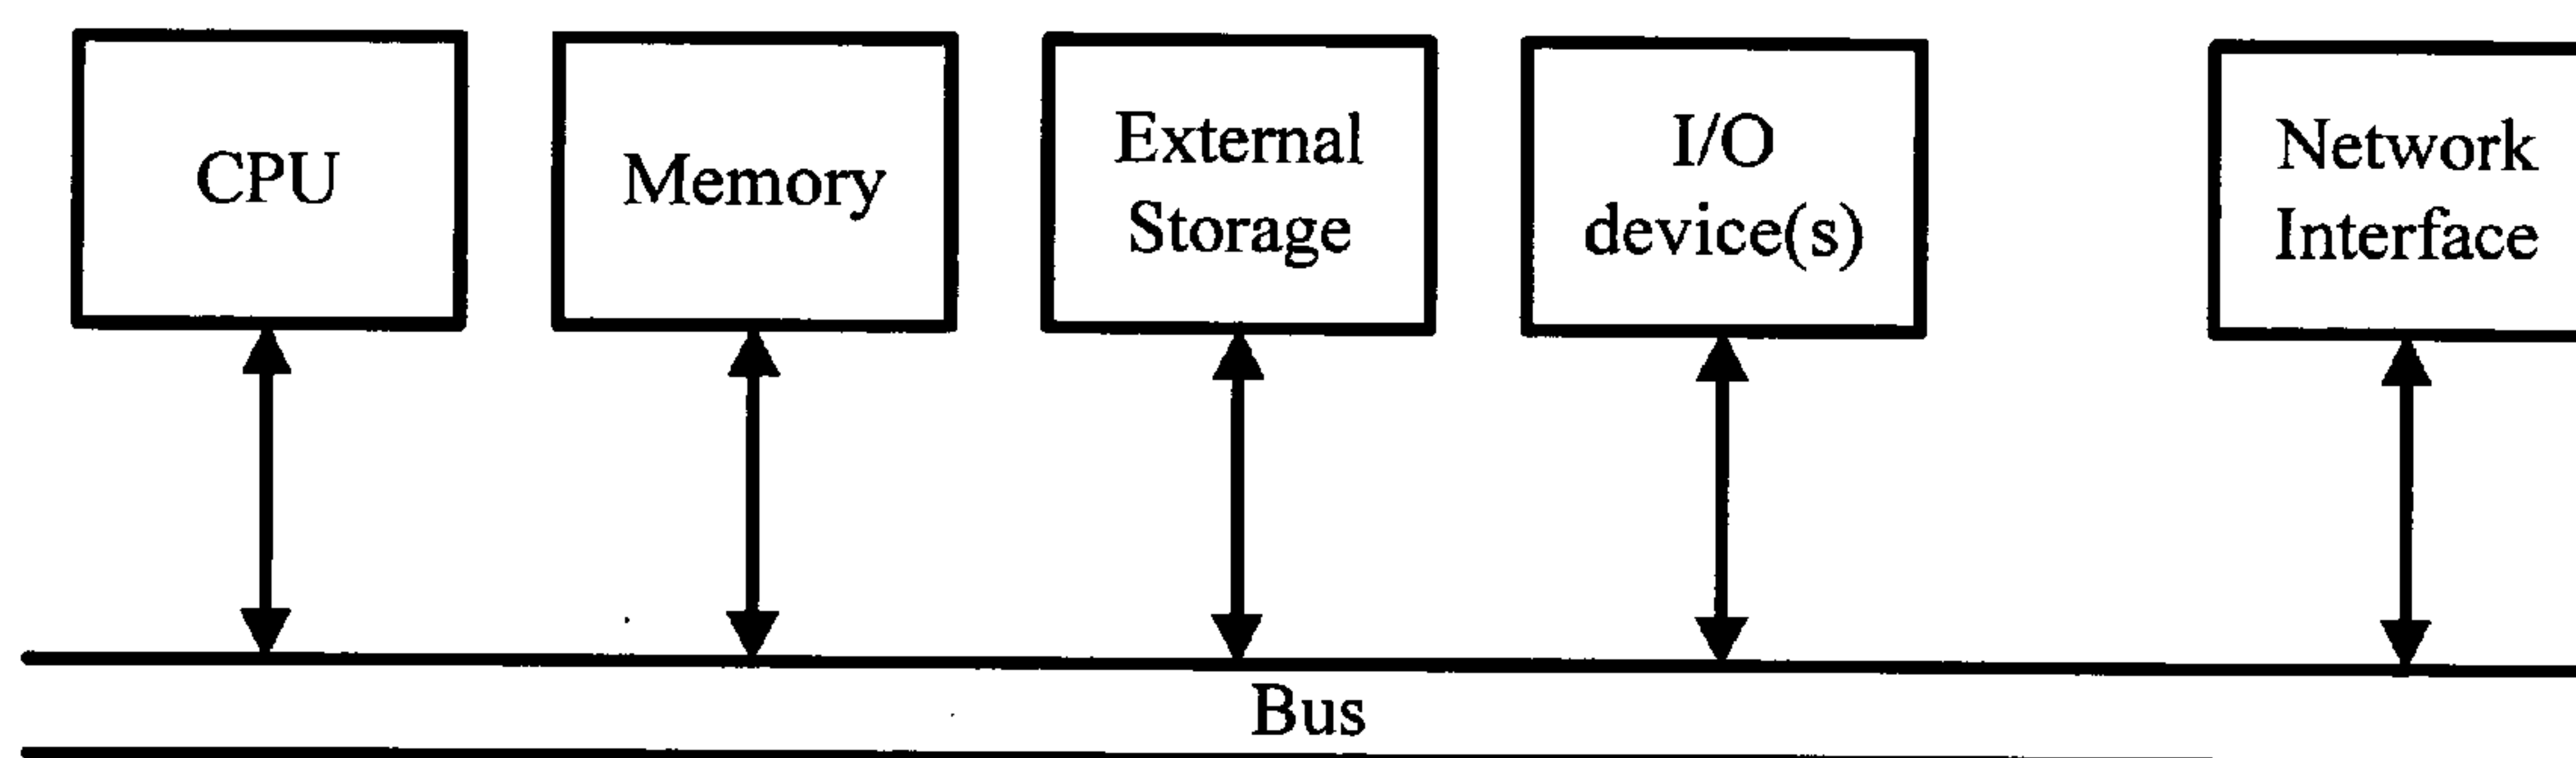 CPU
Memory
External
Storage
I/O
device(s)
Network
Interface
Bus